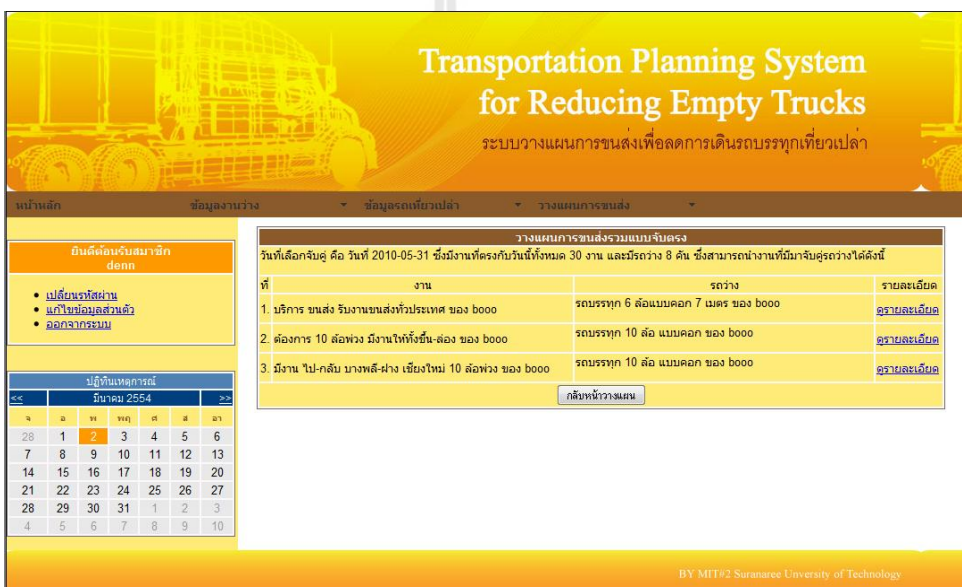 Transportation Planning System
for Reducing Empty Trucks
ระบบวางแผนการขนส่งเพื่อลดการเดินรถบรรทุกเที่ยวเปล่า
หน้าหลัก ข้อมูลงานว่าง ข้อมูลรถเที่ยวเปล่า วางแผนการขนส่ง
ยินดีต้อนรับสมาชิก
denn
เปลี่ยนรหัสผ่าน
แก้ไขข้อมูลส่วนตัว
ออกจากระบบ
ปฏิทินเหตุการณ์
<< มีนาคม 2554 >>
จ อ พ พฤ ศ ส อา
28 1 2 3 4 5 6
7 8 9 10 11 12 13
14 15 16 17 18 19 20
21 22 23 24 25 26 27
28 29 30 31 1 2 3
4 5 6 7 8 9 10
วางแผนการขนส่งรวมแบบจับตรง
วันที่เลือกจับคู่ คือ วันที่ 2010-05-31 ซึ่งมีงานที่ตรงกับวันนี้ทั้งหมด 30 งาน และมีรถว่าง 8 คัน ซึ่งสามารถนำงานที่มีมาจับคู่รถว่างได้ดังนี้
ที่ งาน รถว่าง รายละเอียด
1. บริการ ขนส่ง รับงานขนส่งทั่วประเทศ ของ booo รถบรรทุก 6 ล้อแบบคอก 7 เมตร ของ booo ดูรายละเอียด
2. ต้องการ 10 ล้อพ่วง มีงานให้ทั้งขึ้น-ล่อง ของ booo รถบรรทุก 10 ล้อ แบบคอก ของ booo ดูรายละเอียด
3. มีงาน ไป-กลับ บางพลี-ฝาง เชียงใหม่ 10 ล้อพ่วง ของ booo รถบรรทุก 10 ล้อ แบบคอก ของ booo ดูรายละเอียด
กลับหน้าวางแผน
BY MIT#2 Suranaree Unversity of Technology